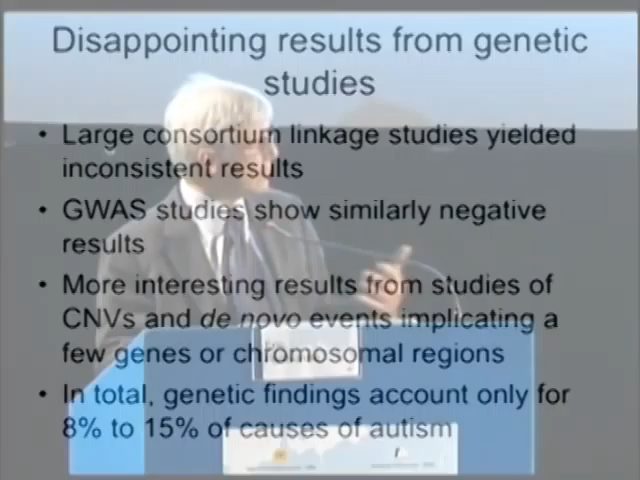 Disappointing results from genetic
studies
• Large consortium linkage studies yielded
inconsistent results
• GWAS studies show similarly negative
results
• More interesting results from studies of
CNVs and de novo events implicating a
few genes or chromosomal regions
• In total, genetic findings account only for
8% to 15% of causes of autism